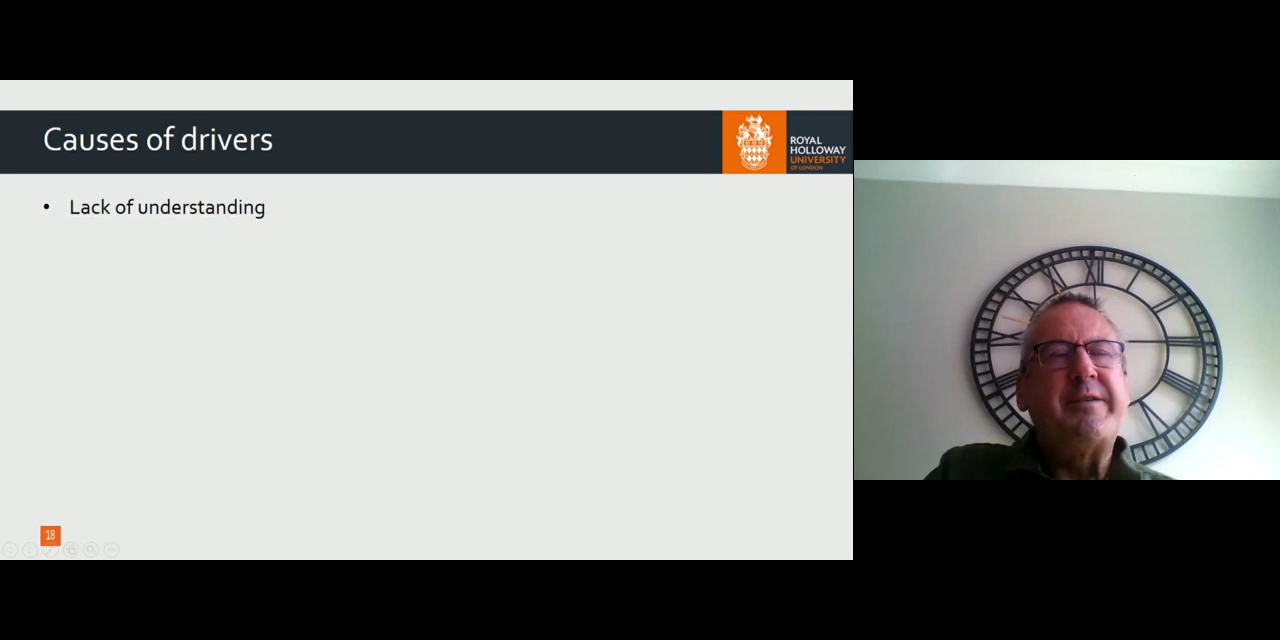 Causes of drivers
ROYAL
HOLLOWAY
UNIVERSITY
OF LONDON
• Lack of understanding
18